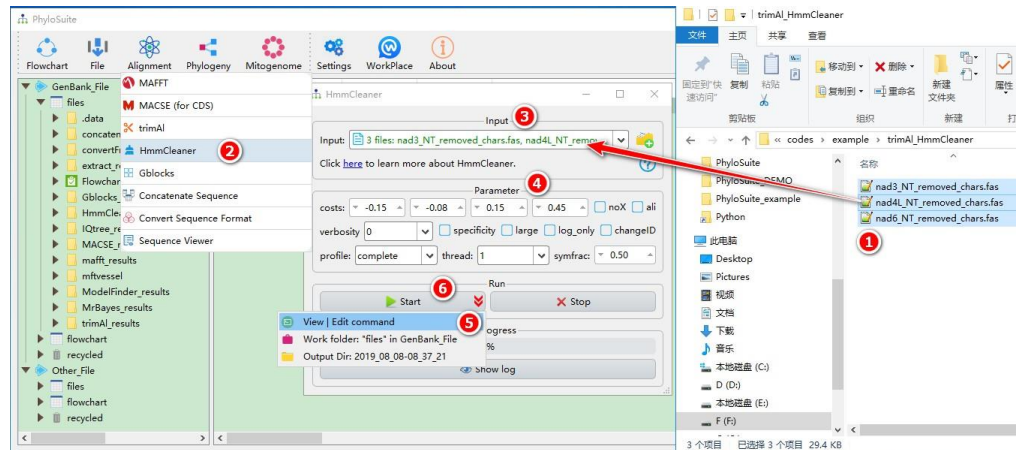 PhyloSuite
Flowchart File Alignment Phylogeny Mitogenome Settings WorkPlace About
GenBank_File
files
.data
concaten
convertFr
extract_re
Flowchar
Gblocks_
HmmCle
IQtree_re
MACSE_r
mafft_results
mftvessel
ModelFinder_results
MrBayes_results
trimAl_results
flowchart
recycled
Other_File
files
flowchart
recycled
MAFFT
MACSE (for CDS)
trimAl
HmmCleaner
2
Gblocks
Concatenate Sequence
Convert Sequence Format
Sequence Viewer
HmmCleaner
Input
3
Input: 3 files: nad3_NT_removed_chars.fas, nad4L_NT_remov
Click here to learn more about HmmCleaner.
Parameter
4
costs: -0.15 -0.08 0.15 0.45 noX ali
verbosity 0 specificity large log_only changeID
profile: complete thread: 1 symfrac: 0.50
Run
6
Start Stop
View | Edit command
5
Work folder: "files" in GenBank_File
Output Dir: 2019_08_08-08_37_21
ogress
%
Show log
trimAl_HmmCleaner
文件 主页 共享 查看
固定到"快速访问"
复制 粘贴
移动到 删除
复制到 重命名
新建文件夹
属性
剪贴板 组织 新建 打
« codes › example › trimAl_HmmCleaner
PhyloSuite
PhyloSuite_DEMO
PhyloSuite_example
Python
此电脑
Desktop
Pictures
视频
文档
下载
音乐
本地磁盘 (C:)
D (D:)
本地磁盘 (E:)
F (F:)
名称
nad3_NT_removed_chars.fas
nad4L_NT_removed_chars.fas
nad6_NT_removed_chars.fas
1
3 个项目 已选择 3 个项目 29.4 KB